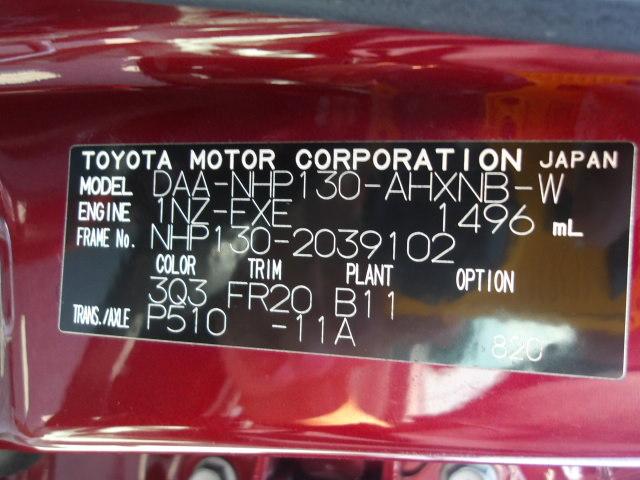 TOYOTA MOTOR CORPORATION JAPAN
MODEL DAA-NHP130-AHXNB-W
ENGINE 1NZ-EXE 1496 mL
FRAME No. NHP130-2039102
COLOR TRIM PLANT OPTION
3Q3 FR20 B11
TRANS./AXLE P510 -11A
820